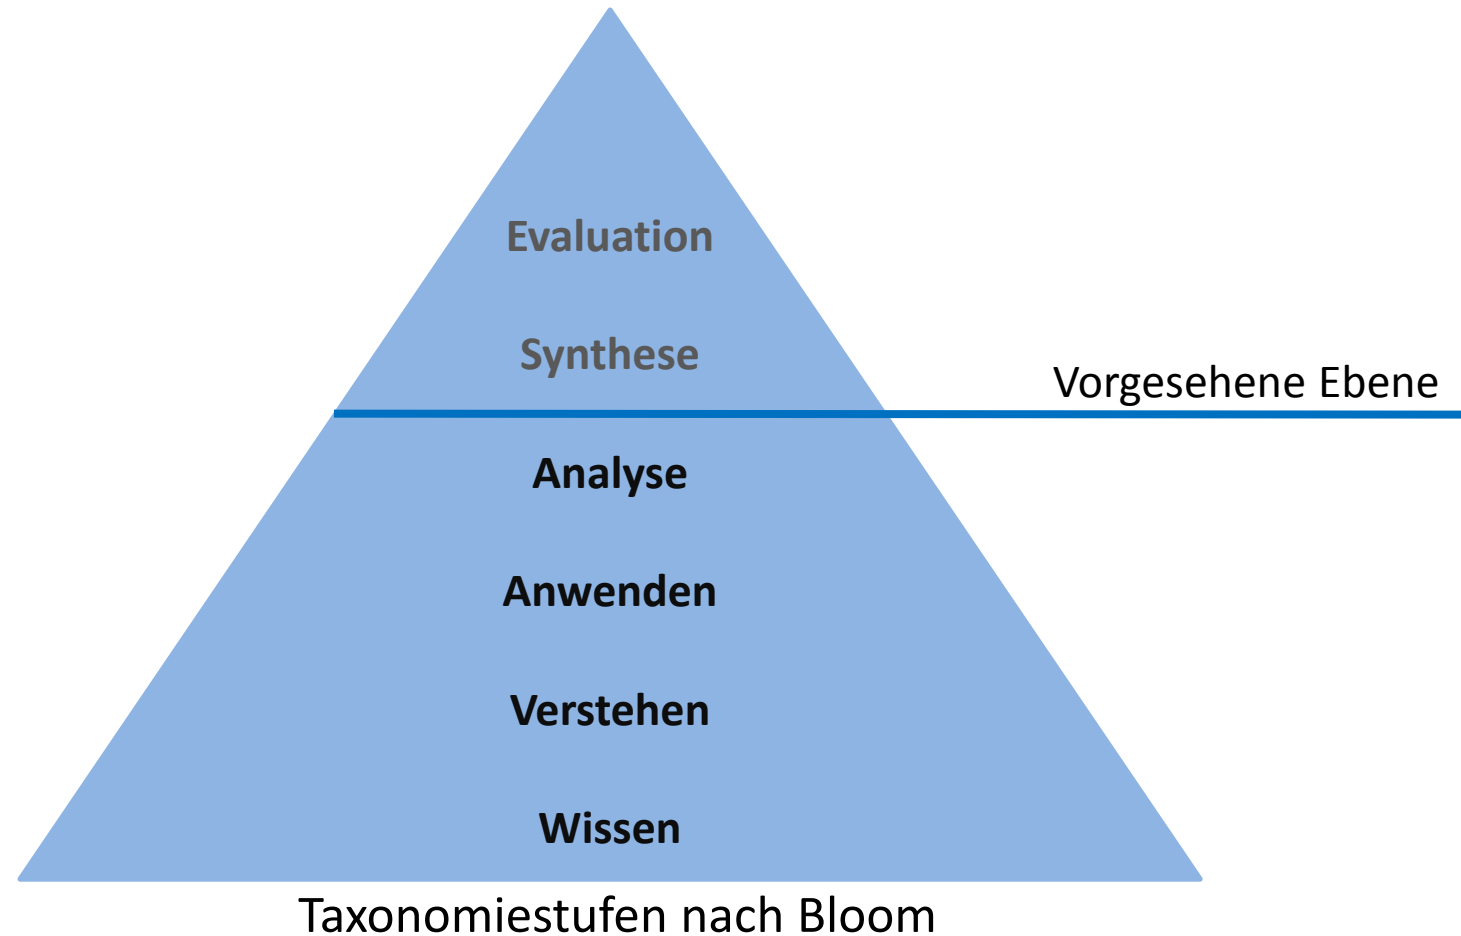 Evaluation
Synthese
Vorgesehene Ebene
Analyse
Anwenden
Verstehen
Wissen
Taxonomiestufen nach Bloom